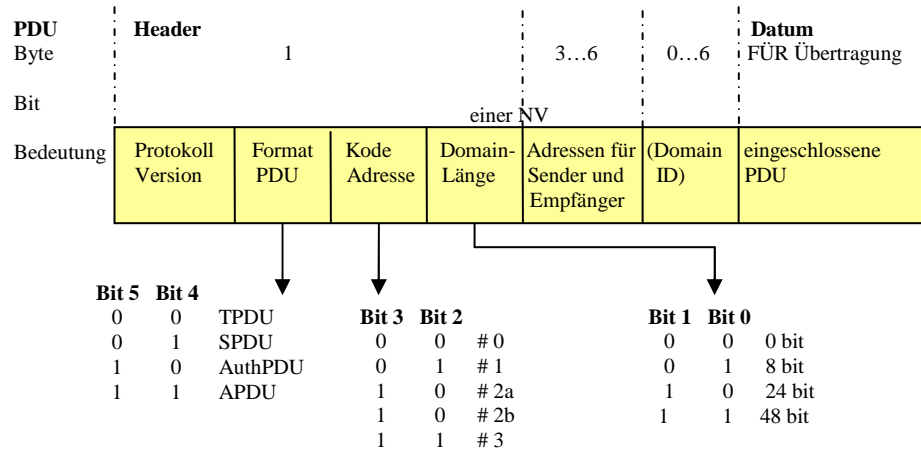 PDU Header Datum
Byte 1 3…6 0…6 FÜR Übertragung
Bit
einer NV
Bedeutung Protokoll Format Kode Domain- Adressen für (Domain eingeschlossene
Version PDU Adresse Länge Sender und ID) PDU
Empfänger
Bit 5 Bit 4
0 0 TPDU Bit 3 Bit 2 Bit 1 Bit 0
0 1 SPDU 0 0 # 0 0 0 0 bit
1 0 AuthPDU 0 1 # 1 0 1 8 bit
1 1 APDU 1 0 # 2a 1 0 24 bit
1 0 # 2b 1 1 48 bit
1 1 # 3